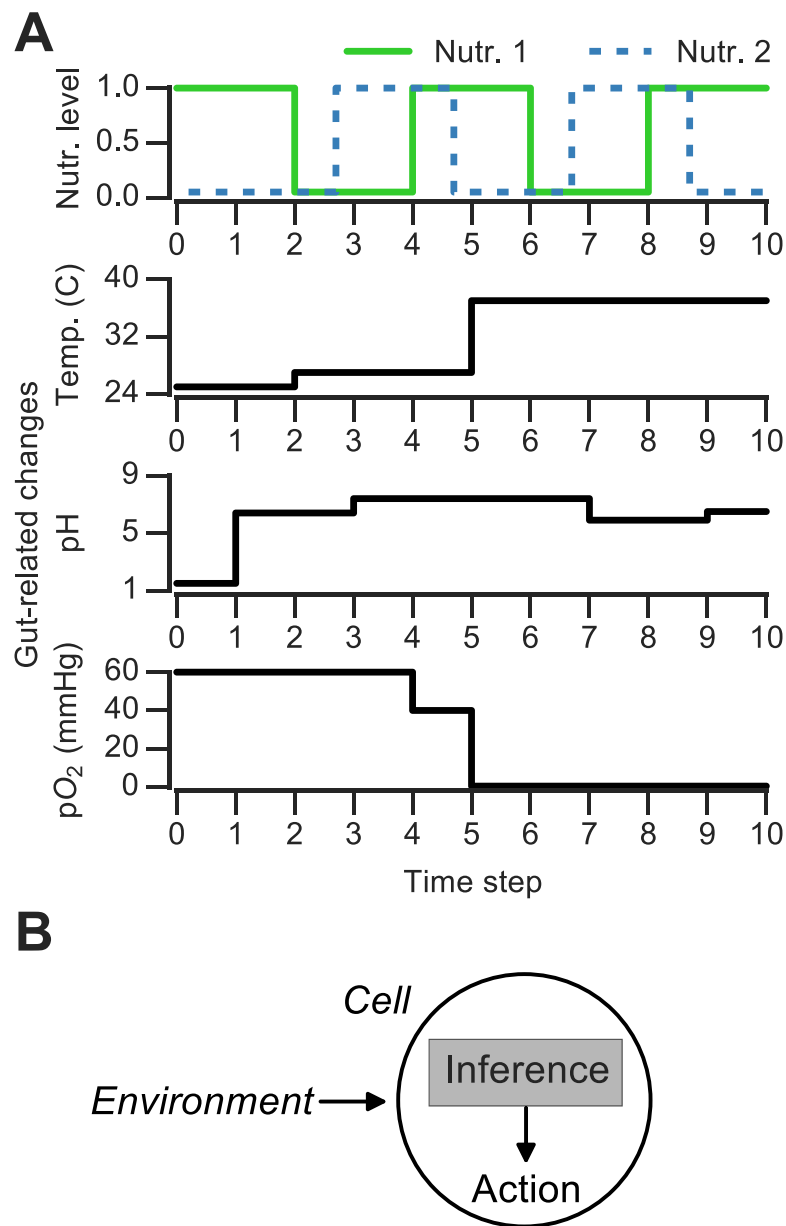 A
Nutr. 1
Nutr. 2
Nutr. level
1.0
0.5
0.0
0 1 2 3 4 5 6 7 8 9 10
Gut-related changes
Temp. (C)
40
32
24
0 1 2 3 4 5 6 7 8 9 10
pH
9
5
1
0 1 2 3 4 5 6 7 8 9 10
pO₂ (mmHg)
60
40
20
0
0 1 2 3 4 5 6 7 8 9 10
Time step
B
Cell
Inference
Environment
Action